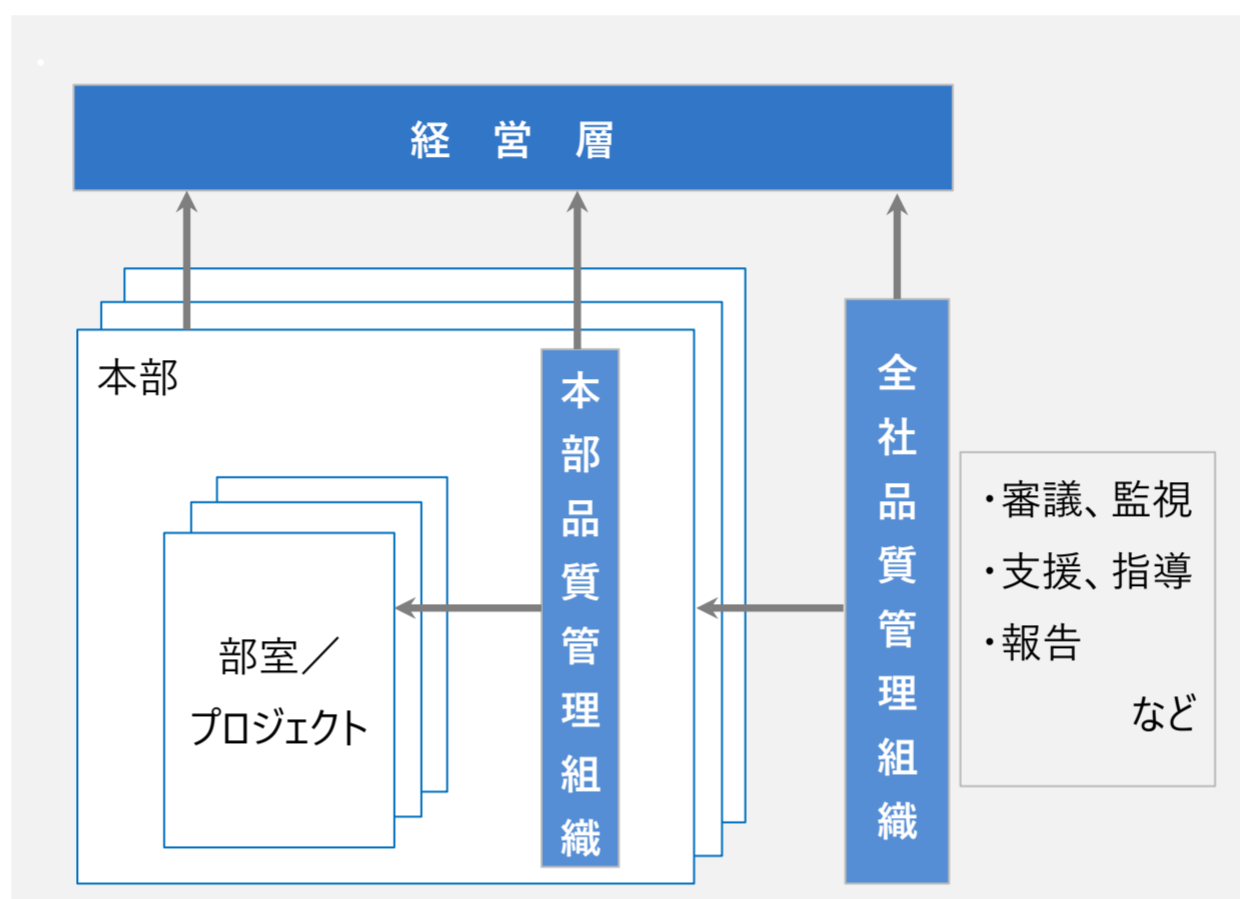 経 営 層
本部
本部品質管理組織
部室／
プロジェクト
全社品質管理組織
・審議、監視
・支援、指導
・報告
など